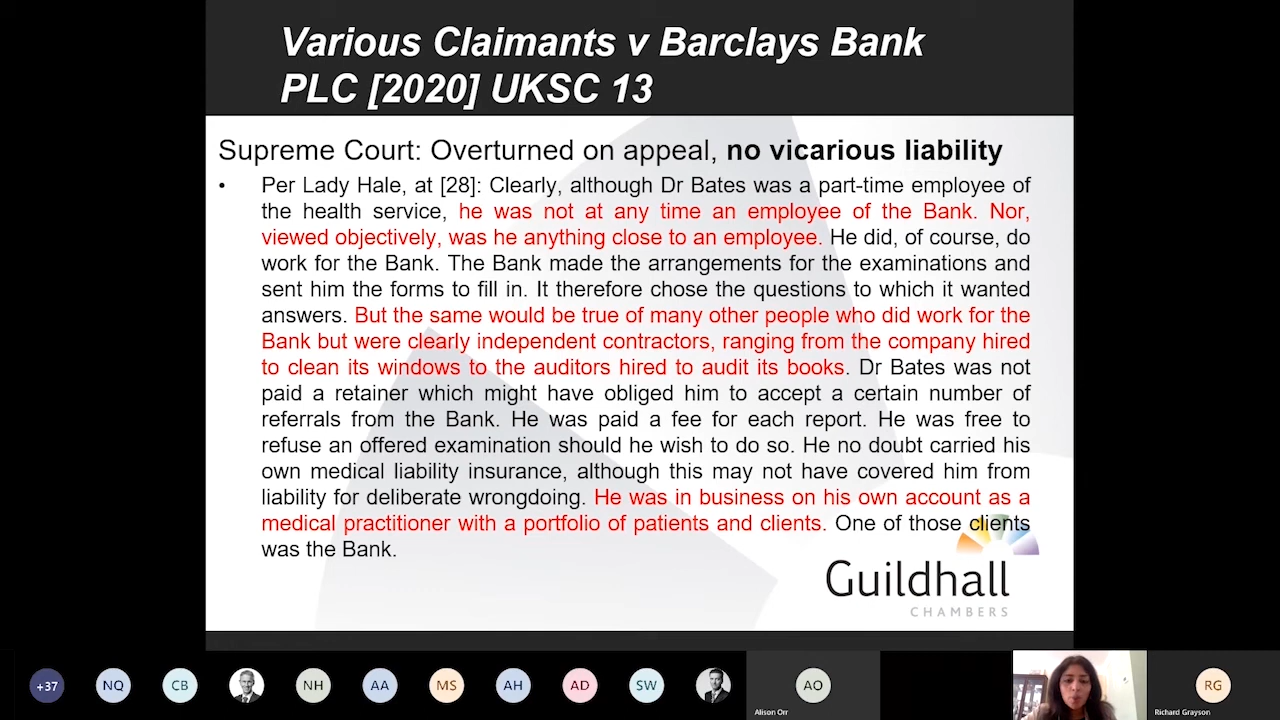 Various Claimants v Barclays Bank
PLC [2020] UKSC 13
Supreme Court: Overturned on appeal, no vicarious liability
• Per Lady Hale, at [28]: Clearly, although Dr Bates was a part-time employee of
the health service, he was not at any time an employee of the Bank. Nor,
viewed objectively, was he anything close to an employee. He did, of course, do
work for the Bank. The Bank made the arrangements for the examinations and
sent him the forms to fill in. It therefore chose the questions to which it wanted
answers. But the same would be true of many other people who did work for the
Bank but were clearly independent contractors, ranging from the company hired
to clean its windows to the auditors hired to audit its books. Dr Bates was not
paid a retainer which might have obliged him to accept a certain number of
referrals from the Bank. He was paid a fee for each report. He was free to
refuse an offered examination should he wish to do so. He no doubt carried his
own medical liability insurance, although this may not have covered him from
liability for deliberate wrongdoing. He was in business on his own account as a
medical practitioner with a portfolio of patients and clients. One of those clients
was the Bank.
Guildhall
CHAMBERS
+37 NQ CB NH AA MS AH AD SW AO RG
Alison Orr Richard Grayson